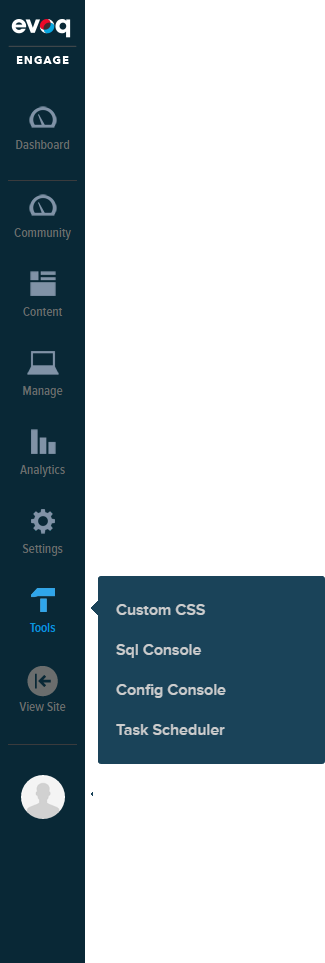 evoq
ENGAGE
Dashboard
Community
Content
Manage
Analytics
Settings
Tools
Custom CSS
Sql Console
Config Console
Task Scheduler
View Site